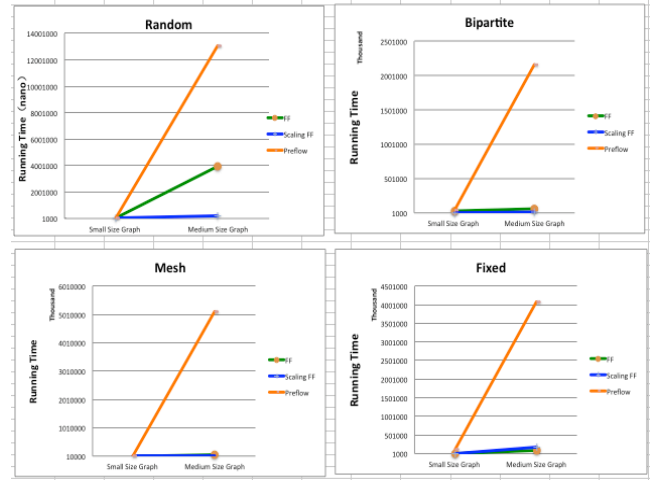 Random
Running Time (nano)
14001000
12001000
10001000
8001000
6001000
4001000
2001000
1000
Small Size Graph
Medium Size Graph
FF
Scaling FF
Preflow
Bipartite
Thousand
Running Time
2501000
2001000
1501000
1001000
501000
1000
Small Size Graph
Medium Size Graph
FF
Scaling FF
Preflow
Mesh
Thousand
Running Time
6010000
5010000
4010000
3010000
2010000
1010000
10000
Small Size Graph
Medium Size Graph
FF
Scaling FF
Preflow
Fixed
Thousand
Running Time
4501000
4001000
3501000
3001000
2501000
2001000
1501000
1001000
501000
1000
Small Size Graph
Medium Size Graph
FF
Scaling FF
Preflow